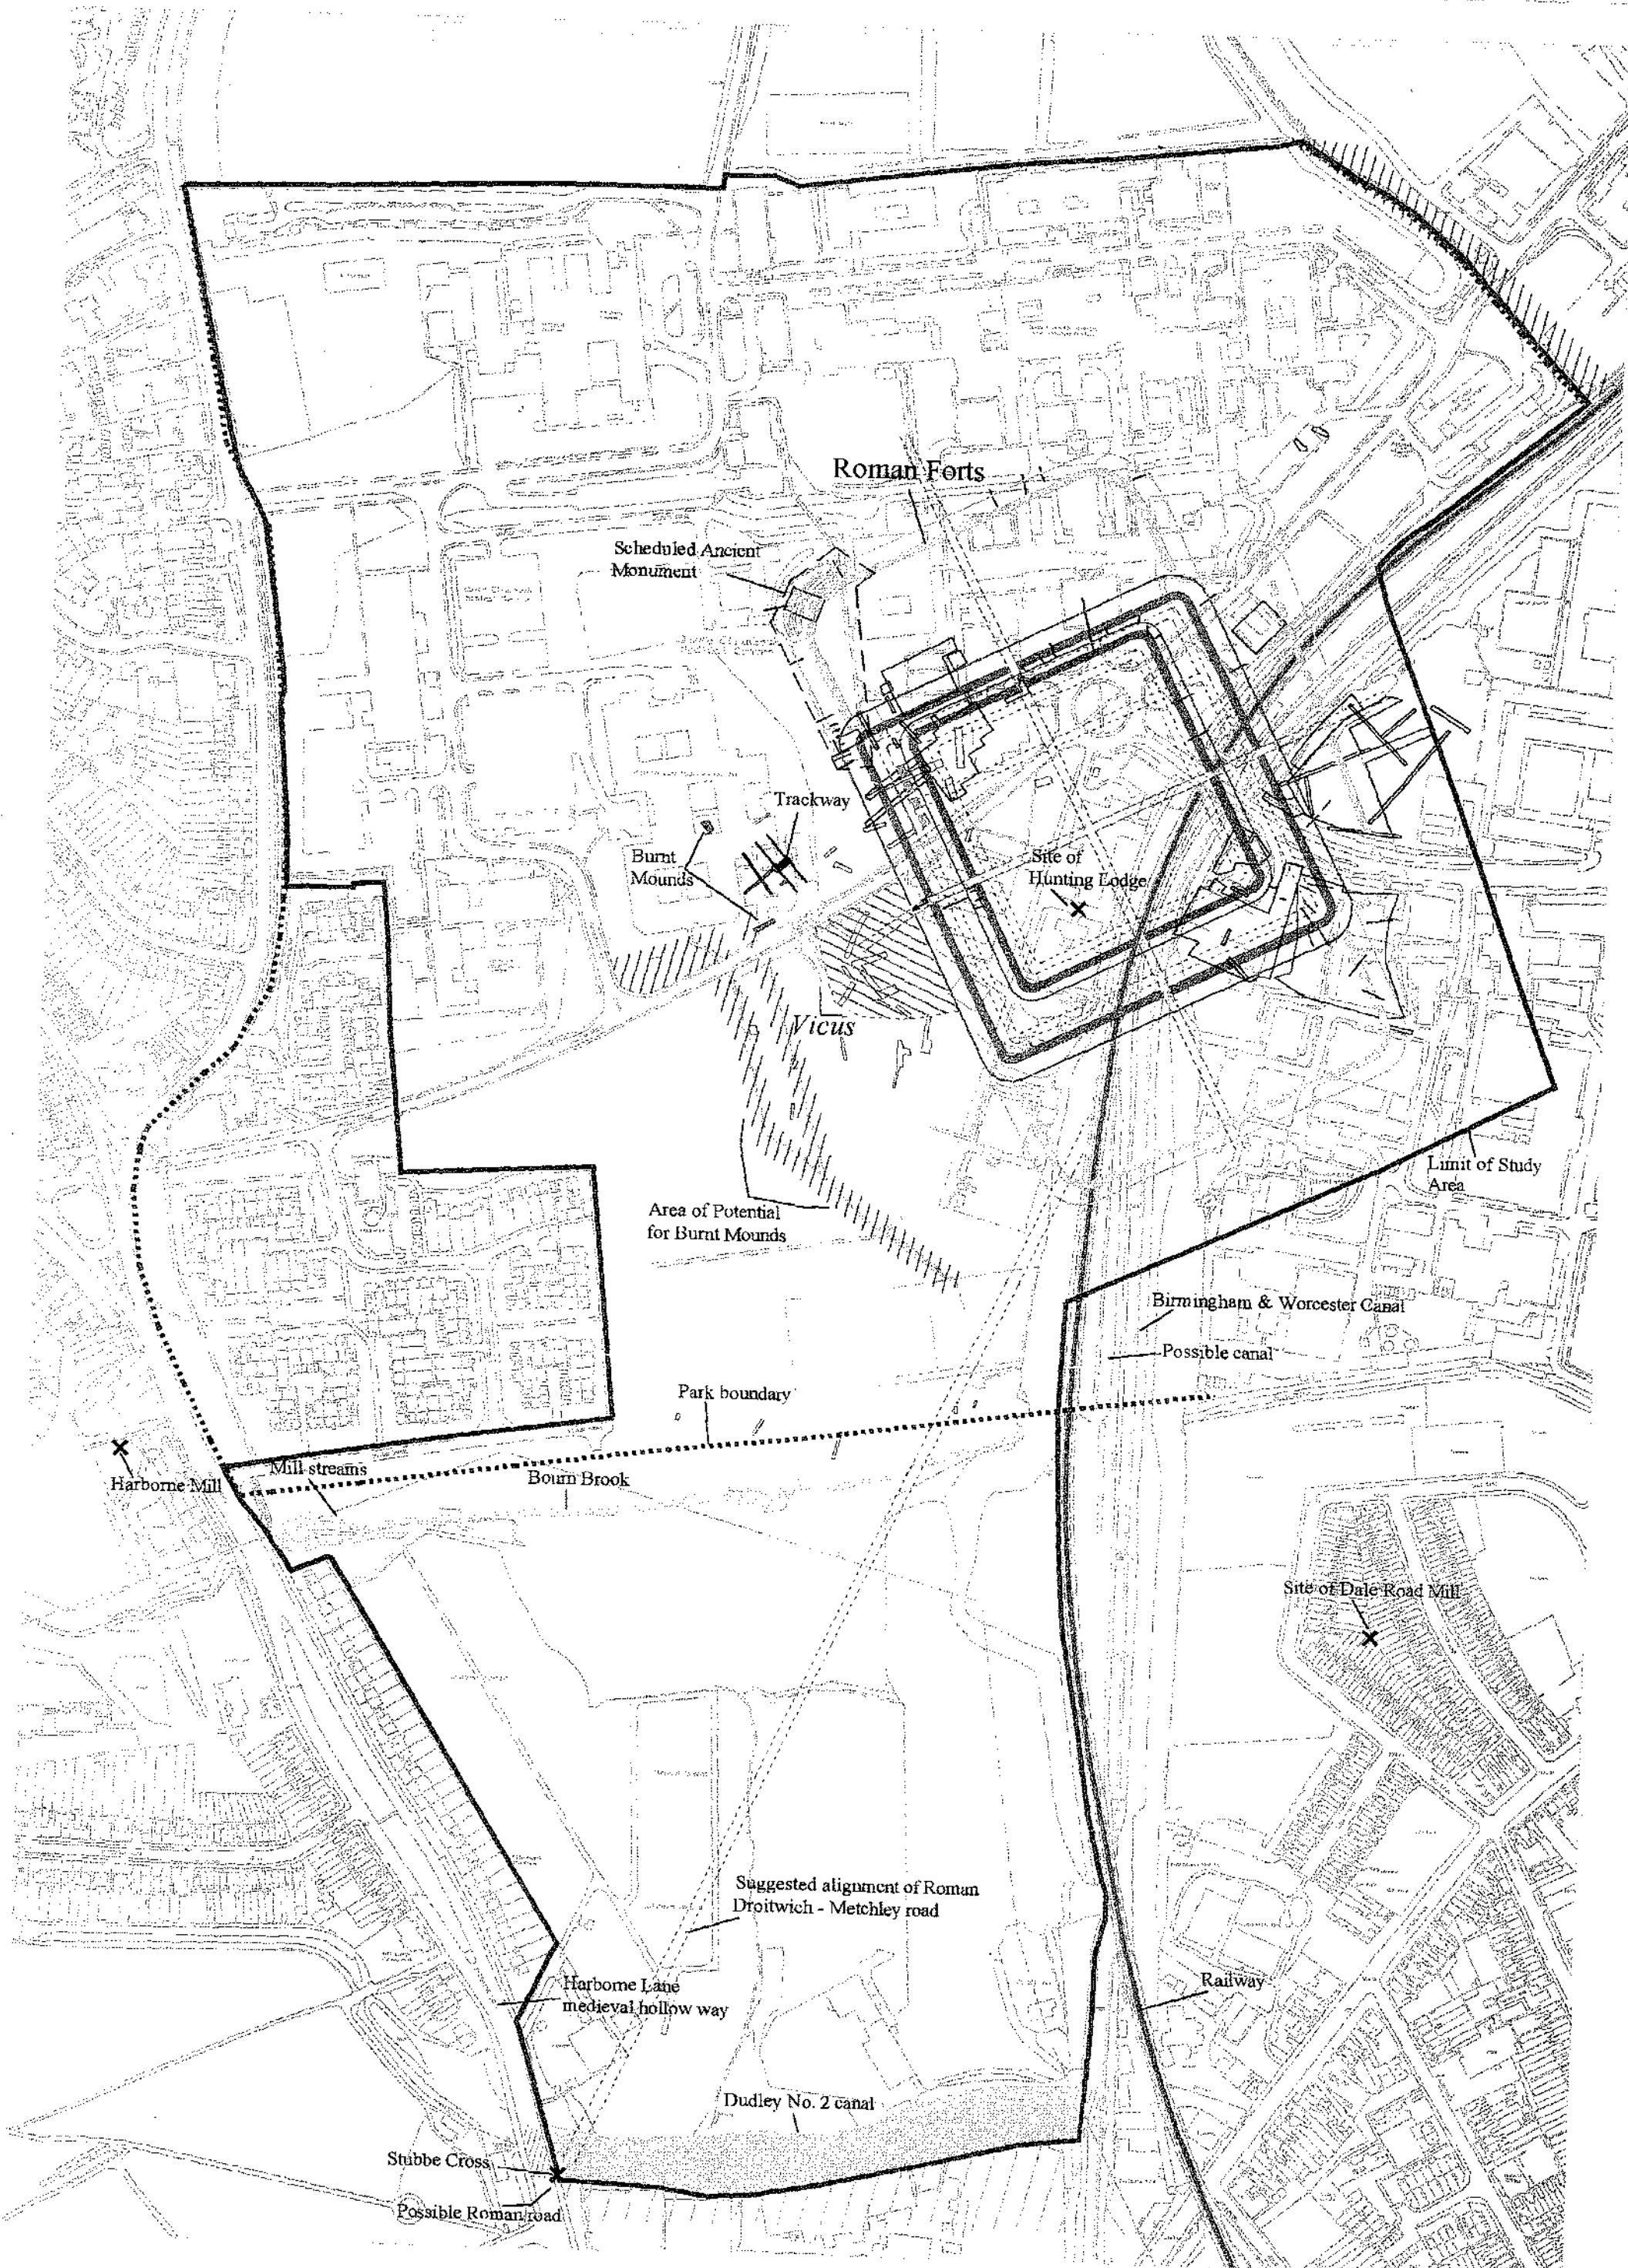 Roman Forts
Scheduled Ancient
Monument
Trackway
Burnt
Mounds
Site of
Hunting Lodge
Vicus
Limit of Study
Area
Area of Potential
for Burnt Mounds
Birmingham & Worcester Canal
Possible canal
Park boundary
Mill streams
Harborne Mill
Bourn Brook
Site of Dale Road Mill
Suggested alignment of Roman
Droitwich - Metchley road
Harborne Lane
medieval hollow way
Railway
Dudley No. 2 canal
Stubbe Cross
Possible Roman road